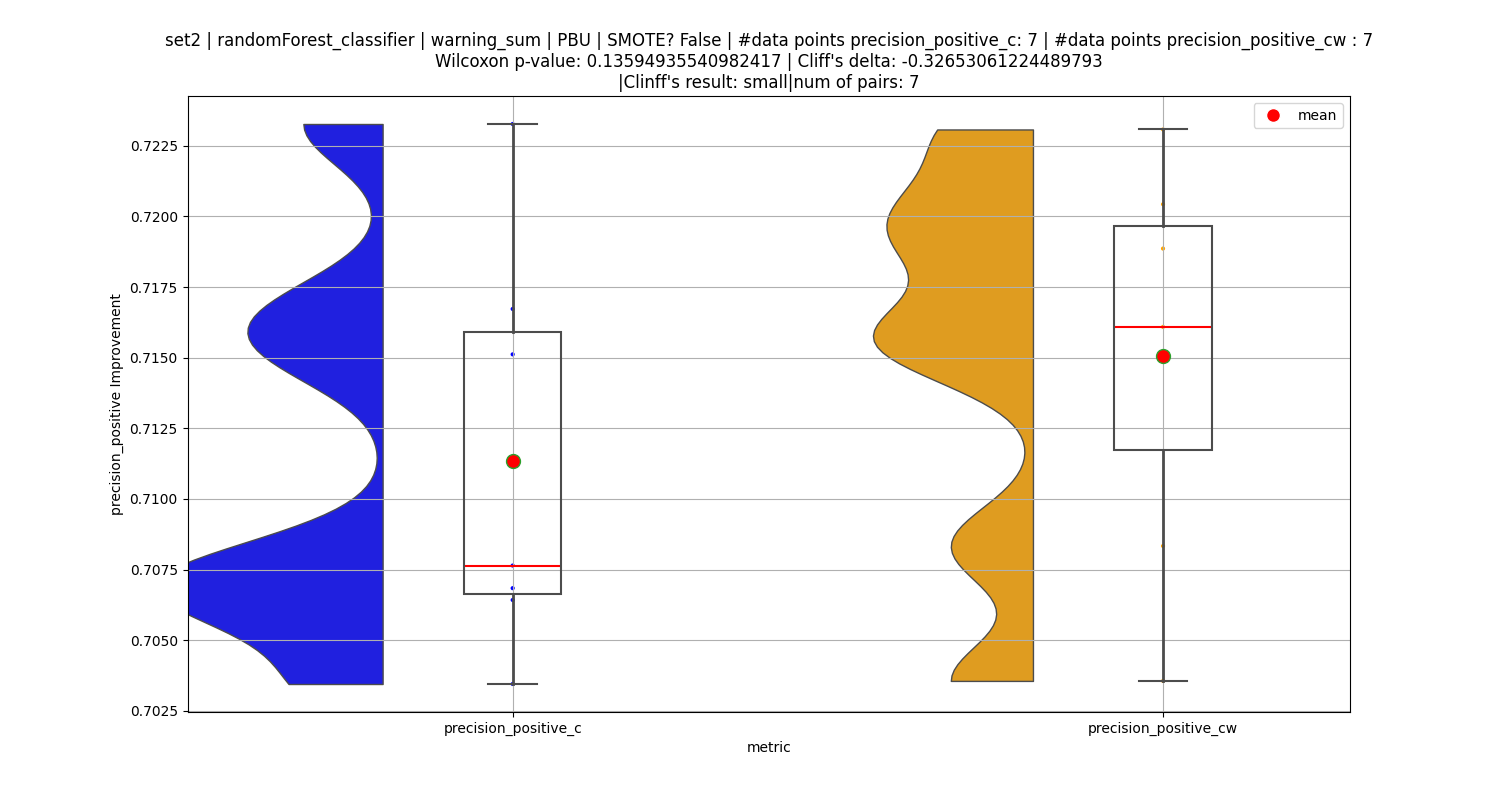 set2 | randomForest_classifier | warning_sum | PBU | SMOTE? False | #data points precision_positive_c: 7 | #data points precision_positive_cw : 7
Wilcoxon p-value: 0.13594935540982417 | Cliff's delta: -0.32653061224489793
|Clinff's result: small|num of pairs: 7
mean
0.7225
0.7200
0.7175
0.7150
0.7125
0.7100
0.7075
0.7050
0.7025
precision_positive Improvement
precision_positive_c
precision_positive_cw
metric